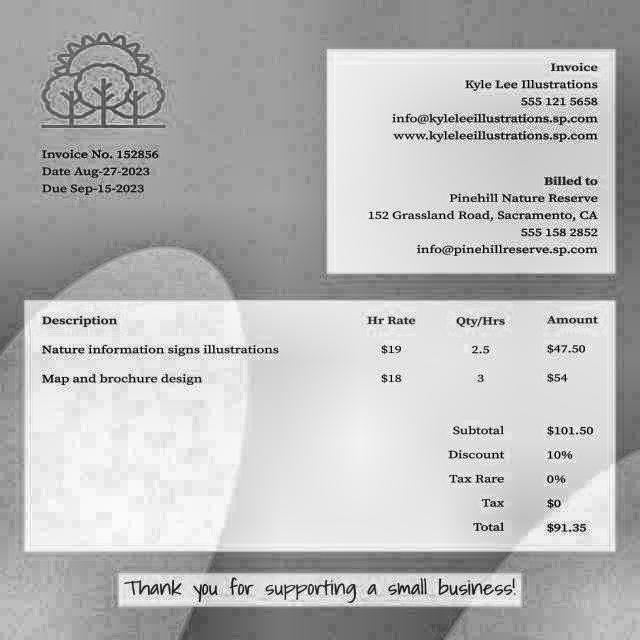 Invoice
Kyle Lee Illustrations
555 121 5658
info@kyleleeillustrations.sp.com
www.kyleleeillustrations.sp.com
Invoice No. 152856
Date Aug-27-2023
Due Sep-15-2023
Billed to
Pinehill Nature Reserve
152 Grassland Road, Sacramento, CA
555 158 2852
info@pinehillreserve.sp.com
Description Hr Rate Qty/Hrs Amount
Nature information signs illustrations $19 2.5 $47.50
Map and brochure design $18 3 $54
Subtotal $101.50
Discount 10%
Tax Rare 0%
Tax $0
Total $91.35
Thank you for supporting a small business!